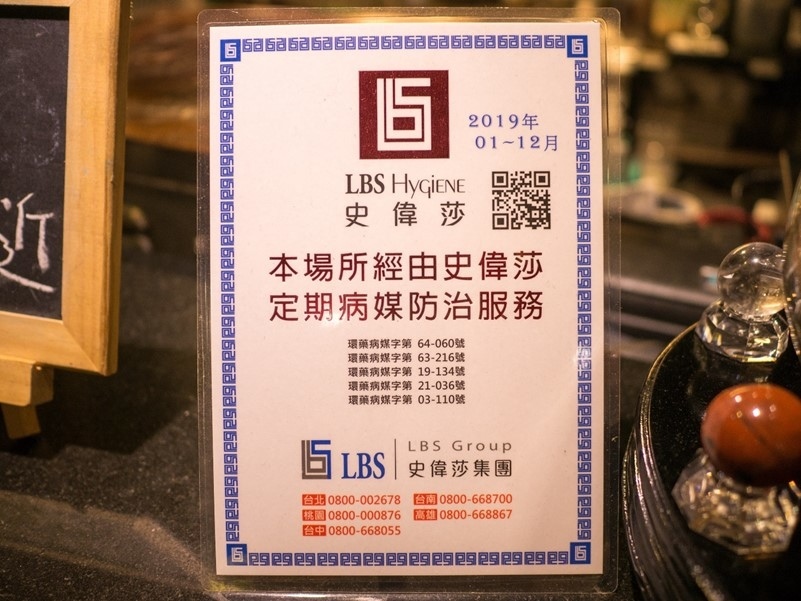 近
2019年
01~12月
LBS HYGIENE
史偉莎
本場所經由史偉莎
定期病媒防治服務
環藥病媒字第 64-060號
環藥病媒字第 63-216號
環藥病媒字第 19-134號
環藥病媒字第 21-036號
環藥病媒字第 03-110號
LBS
LBS Group
史偉莎集團
台北 0800-002678 台南 0800-668700
桃園 0800-000876 高雄 0800-668867
台中 0800-668055